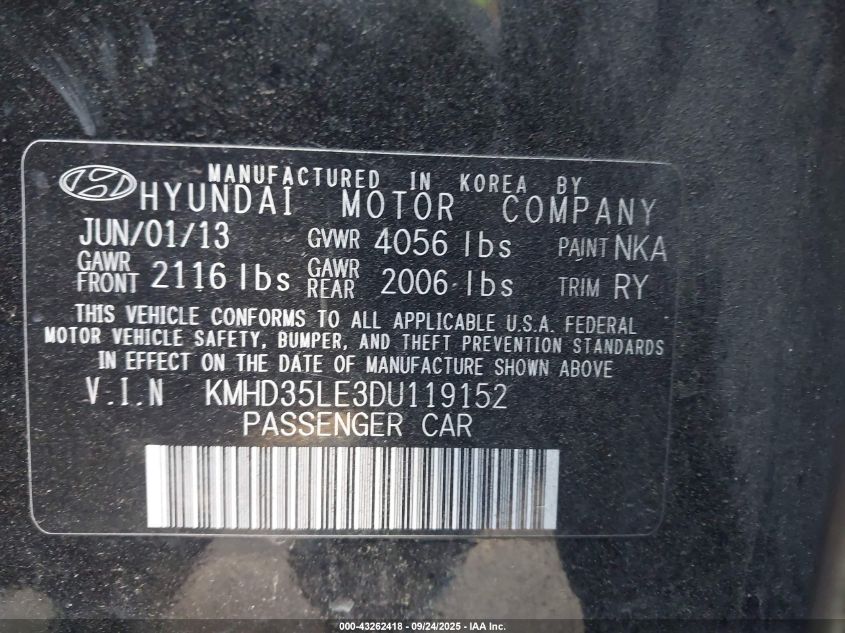 MANUFACTURED IN KOREA BY
HYUNDAI MOTOR COMPANY
JUN/01/13 GVWR 4056 lbs PAINT NKA
GAWR FRONT 2116 lbs GAWR REAR 2006 lbs TRIM RY
THIS VEHICLE CONFORMS TO ALL APPLICABLE U.S.A. FEDERAL
MOTOR VEHICLE SAFETY, BUMPER, AND THEFT PREVENTION STANDARDS
IN EFFECT ON THE DATE OF MANUFACTURE SHOWN ABOVE
V.I.N KMHD35LE3DU119152
PASSENGER CAR
000-43262418 - 09/24/2025 - IAA Inc.